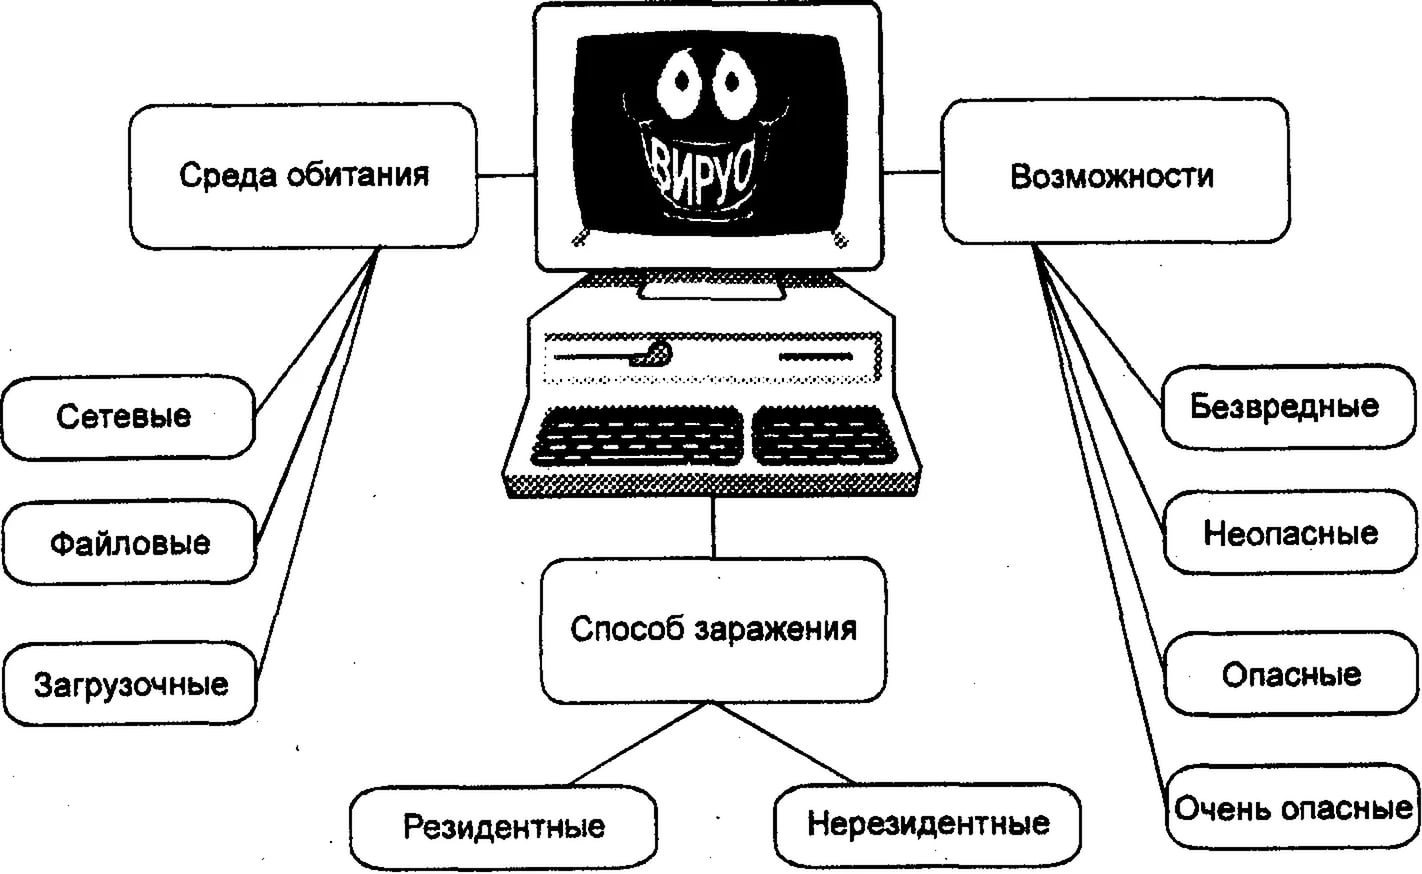 ВИРУС
Среда обитания
Возможности
Сетевые
Безвредные
Файловые
Неопасные
Способ заражения
Загрузочные
Опасные
Резидентные
Нерезидентные
Очень опасные